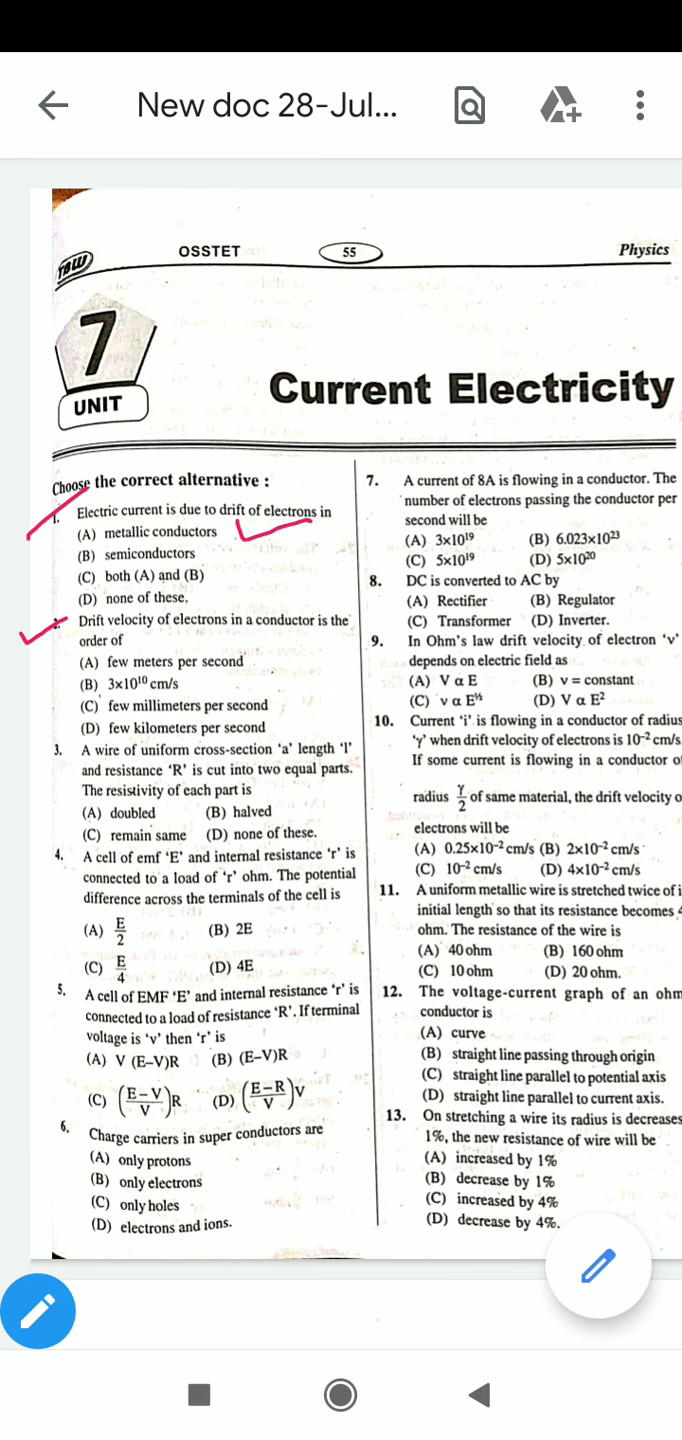 New doc 28-Jul...
TBW
OSSTET
55
Physics
7
UNIT
Current Electricity
Choose the correct alternative :
1. Electric current is due to drift of electrons in
(A) metallic conductors
(B) semiconductors
(C) both (A) and (B)
(D) none of these.
2. Drift velocity of electrons in a conductor is the
order of
(A) few meters per second
(B) 3×10¹⁰ cm/s
(C) few millimeters per second
(D) few kilometers per second
3. A wire of uniform cross-section ‘a’ length ‘l’
and resistance ‘R’ is cut into two equal parts.
The resistivity of each part is
(A) doubled (B) halved
(C) remain same (D) none of these.
4. A cell of emf ‘E’ and internal resistance ‘r’ is
connected to a load of ‘r’ ohm. The potential
difference across the terminals of the cell is
(A) E/2 (B) 2E
(C) E/4 (D) 4E
5. A cell of EMF ‘E’ and internal resistance ‘r’ is
connected to a load of resistance ‘R’. If terminal
voltage is ‘v’ then ‘r’ is
(A) V (E–V)R (B) (E–V)R
(C) (E–V/V)R (D) (E–R/V)V
6. Charge carriers in super conductors are
(A) only protons
(B) only electrons
(C) only holes
(D) electrons and ions.
7. A current of 8A is flowing in a conductor. The
number of electrons passing the conductor per
second will be
(A) 3×10¹⁹ (B) 6.023×10²³
(C) 5×10¹⁹ (D) 5×10²⁰
8. DC is converted to AC by
(A) Rectifier (B) Regulator
(C) Transformer (D) Inverter.
9. In Ohm's law drift velocity of electron ‘v’
depends on electric field as
(A) V α E (B) v = constant
(C) v α E^½ (D) V α E²
10. Current ‘i’ is flowing in a conductor of radius
‘γ’ when drift velocity of electrons is 10⁻² cm/s
If some current is flowing in a conductor of
radius γ/2 of same material, the drift velocity o
electrons will be
(A) 0.25×10⁻² cm/s (B) 2×10⁻² cm/s
(C) 10⁻² cm/s (D) 4×10⁻² cm/s
11. A uniform metallic wire is stretched twice of i
initial length so that its resistance becomes 4
ohm. The resistance of the wire is
(A) 40 ohm (B) 160 ohm
(C) 10 ohm (D) 20 ohm.
12. The voltage-current graph of an ohm
conductor is
(A) curve
(B) straight line passing through origin
(C) straight line parallel to potential axis
(D) straight line parallel to current axis.
13. On stretching a wire its radius is decreases
1%, the new resistance of wire will be
(A) increased by 1%
(B) decrease by 1%
(C) increased by 4%
(D) decrease by 4%.